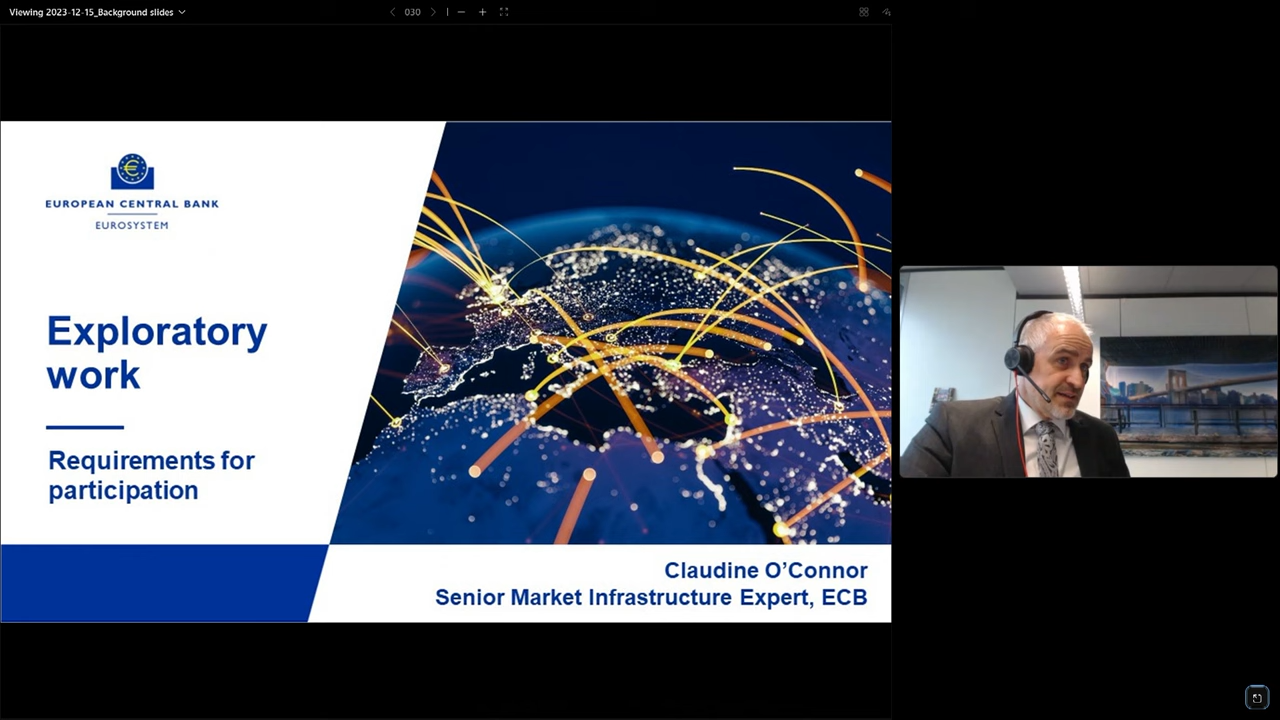 Viewing 2023-12-15_Background slides
030
EUROPEAN CENTRAL BANK
EUROSYSTEM
Exploratory
work
Requirements for
participation
Claudine O’Connor
Senior Market Infrastructure Expert, ECB